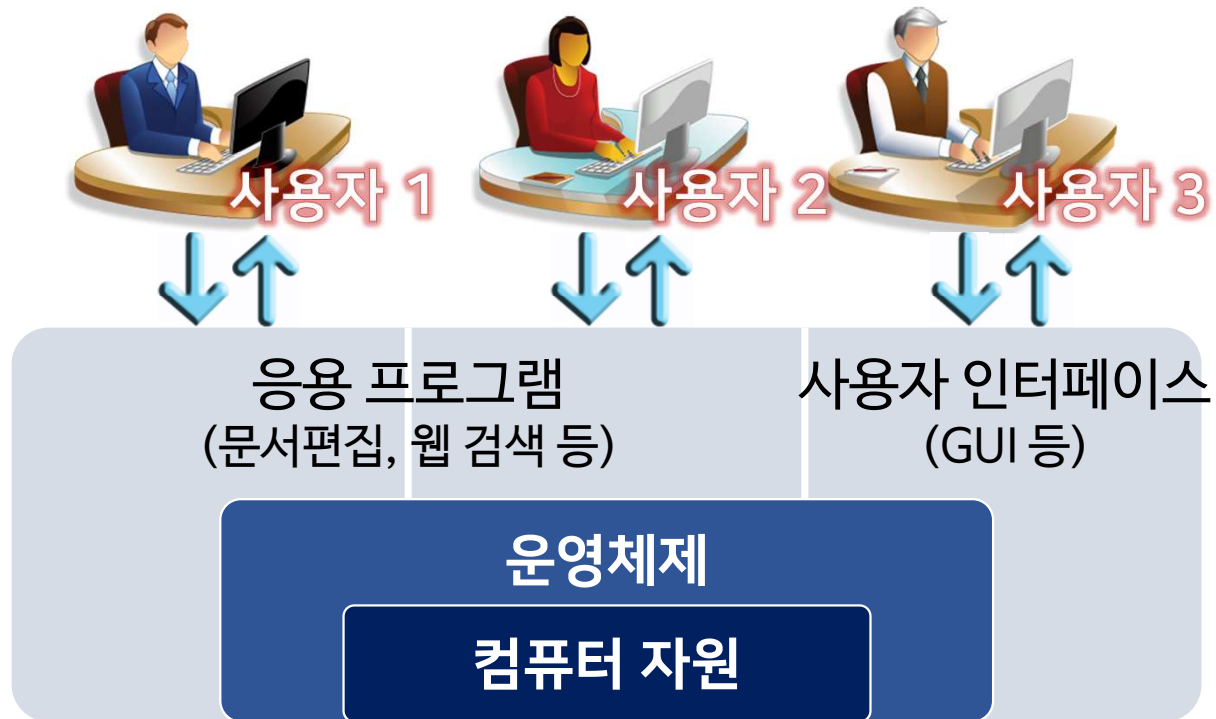 사용자 1
사용자 2
사용자 3
응용 프로그램
(문서편집, 웹 검색 등)
사용자 인터페이스
(GUI 등)
운영체제
컴퓨터 자원